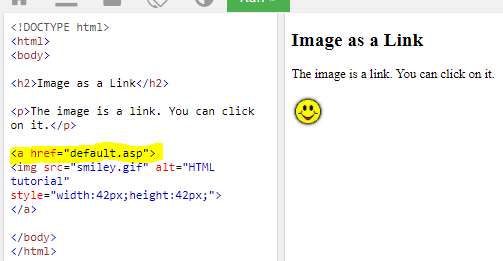 <!DOCTYPE html>
<html>
<body>
<h2>Image as a Link</h2>
<p>The image is a link. You can click
on it.</p>
<a href="default.asp">
<img src="smiley.gif" alt="HTML
tutorial"
style="width:42px;height:42px;">
</a>
</body>
</html>
Image as a Link
The image is a link. You can click on it.